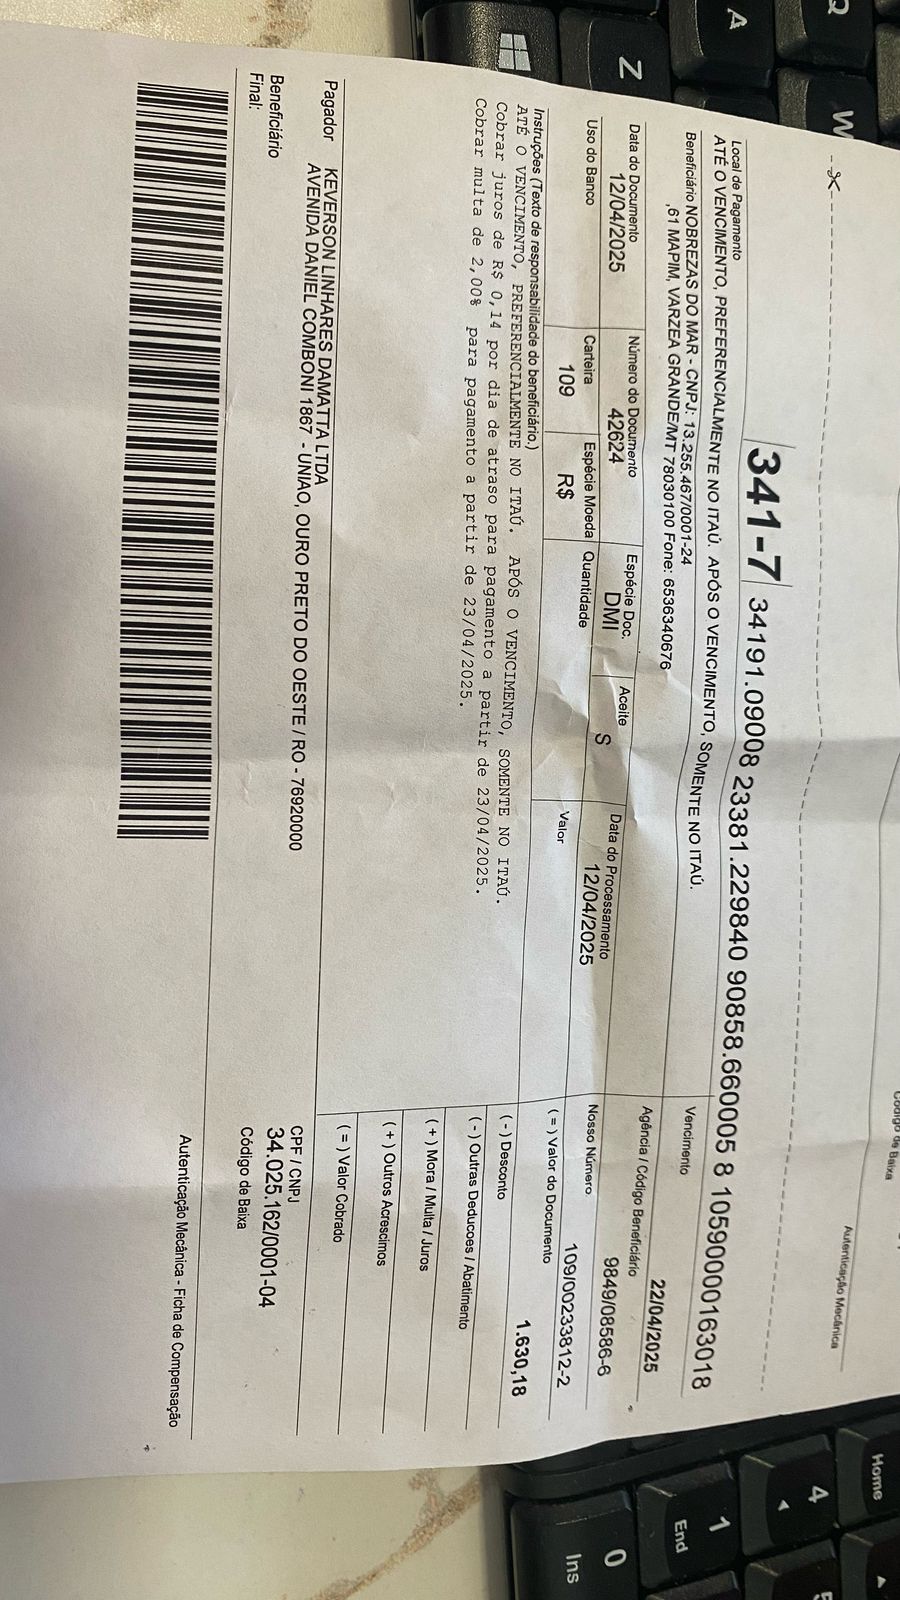 Código de Baixa
Autenticação Mecânica
341-7 34191.09008 23381.229840 90858.660005 8 10590000163018
Local de Pagamento
ATÉ O VENCIMENTO, PREFERENCIALMENTE NO ITAÚ. APÓS O VENCIMENTO, SOMENTE NO ITAÚ.
Vencimento
22/04/2025
Beneficiário NOBREZAS DO MAR - CNPJ: 13.255.467/0001-24
,61 MAPIM, VARZEA GRANDE/MT 78030100 Fone: 6536340676
Agência / Código Beneficiário
9849/08586-6
Data do Documento
12/04/2025
Número do Documento
42624
Espécie Doc.
DMI
Aceite
S
Data do Processamento
12/04/2025
Nosso Número
109/00233812-2
Uso do Banco
Carteira
109
Espécie Moeda
R$
Quantidade
Valor
( = ) Valor do Documento
1.630,18
Instruções (Texto de responsabilidade do beneficiário.)
ATÉ O VENCIMENTO, PREFERENCIALMENTE NO ITAÚ. APÓS O VENCIMENTO, SOMENTE NO ITAÚ.
Cobrar juros de R$ 0,14 por dia de atraso para pagamento a partir de 23/04/2025.
Cobrar multa de 2,00% para pagamento a partir de 23/04/2025.
( - ) Desconto
( - ) Outras Deducoes / Abatimento
( + ) Mora / Multa / Juros
( + ) Outros Acrescimos
( = ) Valor Cobrado
Pagador KEVERSON LINHARES DAMATTA LTDA
AVENIDA DANIEL COMBONI 1867 - UNIAO, OURO PRETO DO OESTE / RO - 76920000
CPF / CNPJ
34.025.162/0001-04
Beneficiário
Final:
Código de Baixa
Autenticação Mecânica - Ficha de Compensação
Q
W
A
Z
Home
4
1
End
0
Ins
5